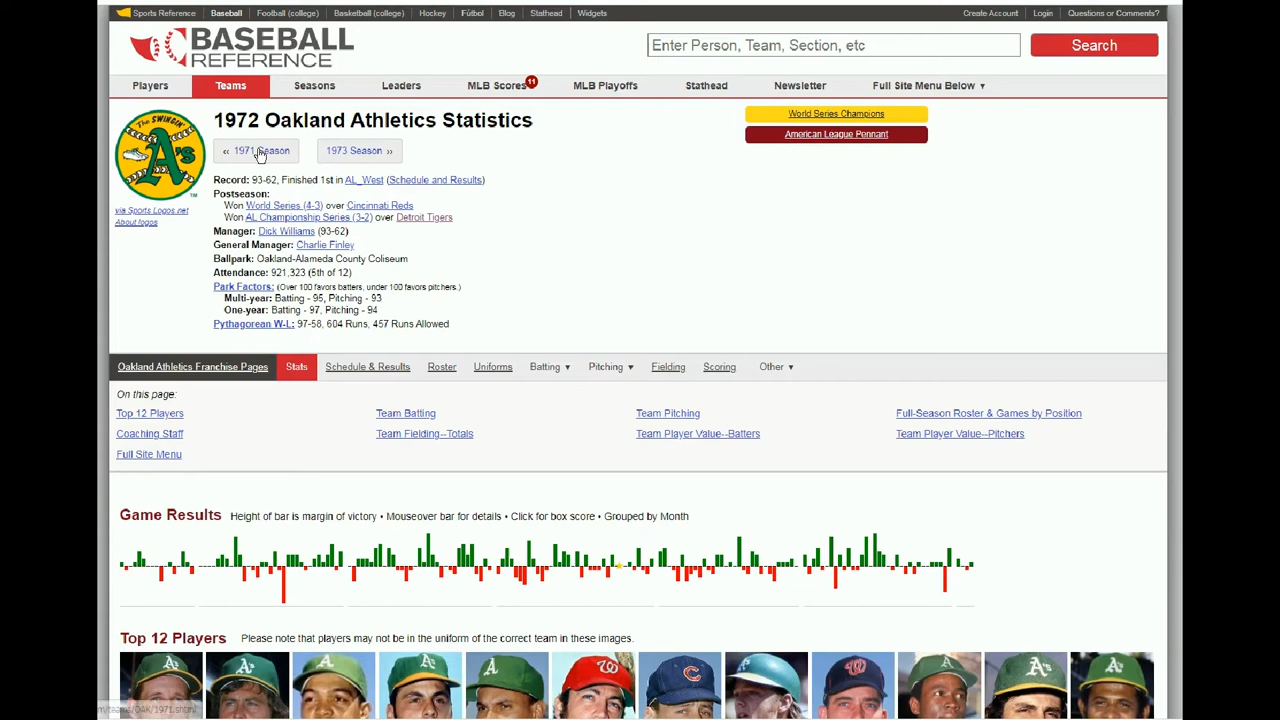 Sports Reference Baseball Football (college) Basketball (college) Hockey Fútbol Blog Stathead Widgets Create Account Login Questions or Comments?
BASEBALL
REFERENCE
Enter Person, Team, Section, etc Search
Players Teams Seasons Leaders MLB Scores 11 MLB Playoffs Stathead Newsletter Full Site Menu Below ▼
THE SWINGIN' A's
1972 Oakland Athletics Statistics
World Series Champions
American League Pennant
« 1971 Season 1973 Season »
Record: 93-62, Finished 1st in AL_West (Schedule and Results)
Postseason:
Won World Series (4-3) over Cincinnati Reds
Won AL Championship Series (3-2) over Detroit Tigers
via Sports Logos.net
About logos
Manager: Dick Williams (93-62)
General Manager: Charlie Finley
Ballpark: Oakland-Alameda County Coliseum
Attendance: 921,323 (5th of 12)
Park Factors: (Over 100 favors batters, under 100 favors pitchers.)
Multi-year: Batting - 95, Pitching - 93
One-year: Batting - 97, Pitching - 94
Pythagorean W-L: 97-58, 604 Runs, 457 Runs Allowed
Oakland Athletics Franchise Pages Stats Schedule & Results Roster Uniforms Batting ▼ Pitching ▼ Fielding Scoring Other ▼
On this page:
Top 12 Players Team Batting Team Pitching Full-Season Roster & Games by Position
Coaching Staff Team Fielding--Totals Team Player Value--Batters Team Player Value--Pitchers
Full Site Menu
Game Results Height of bar is margin of victory • Mouseover bar for details • Click for box score • Grouped by Month
Top 12 Players Please note that players may not be in the uniform of the correct team in these images.
m/teams/OAK/1971.shtml